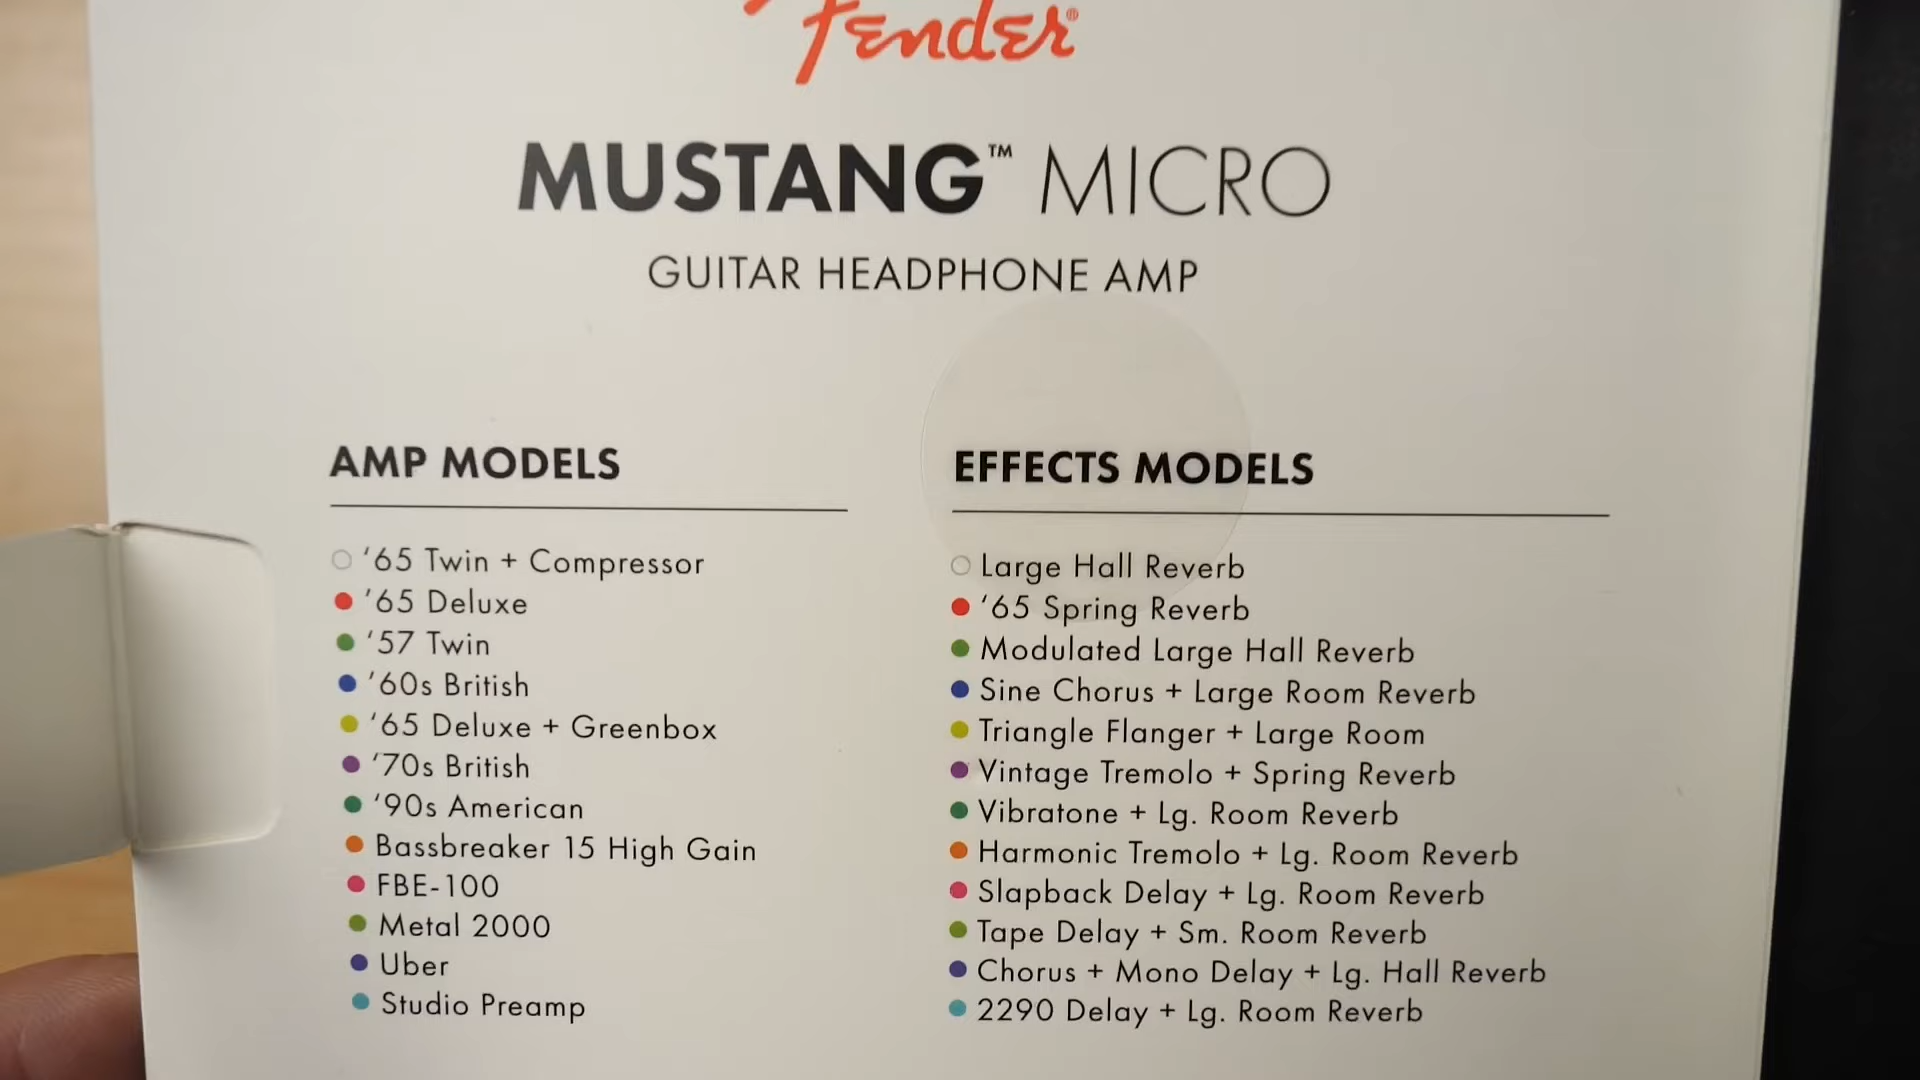 Fender®
MUSTANG™ MICRO
GUITAR HEADPHONE AMP
AMP MODELS
'65 Twin + Compressor
'65 Deluxe
'57 Twin
'60s British
'65 Deluxe + Greenbox
'70s British
'90s American
Bassbreaker 15 High Gain
FBE-100
Metal 2000
Uber
Studio Preamp
EFFECTS MODELS
Large Hall Reverb
'65 Spring Reverb
Modulated Large Hall Reverb
Sine Chorus + Large Room Reverb
Triangle Flanger + Large Room
Vintage Tremolo + Spring Reverb
Vibratone + Lg. Room Reverb
Harmonic Tremolo + Lg. Room Reverb
Slapback Delay + Lg. Room Reverb
Tape Delay + Sm. Room Reverb
Chorus + Mono Delay + Lg. Hall Reverb
2290 Delay + Lg. Room Reverb